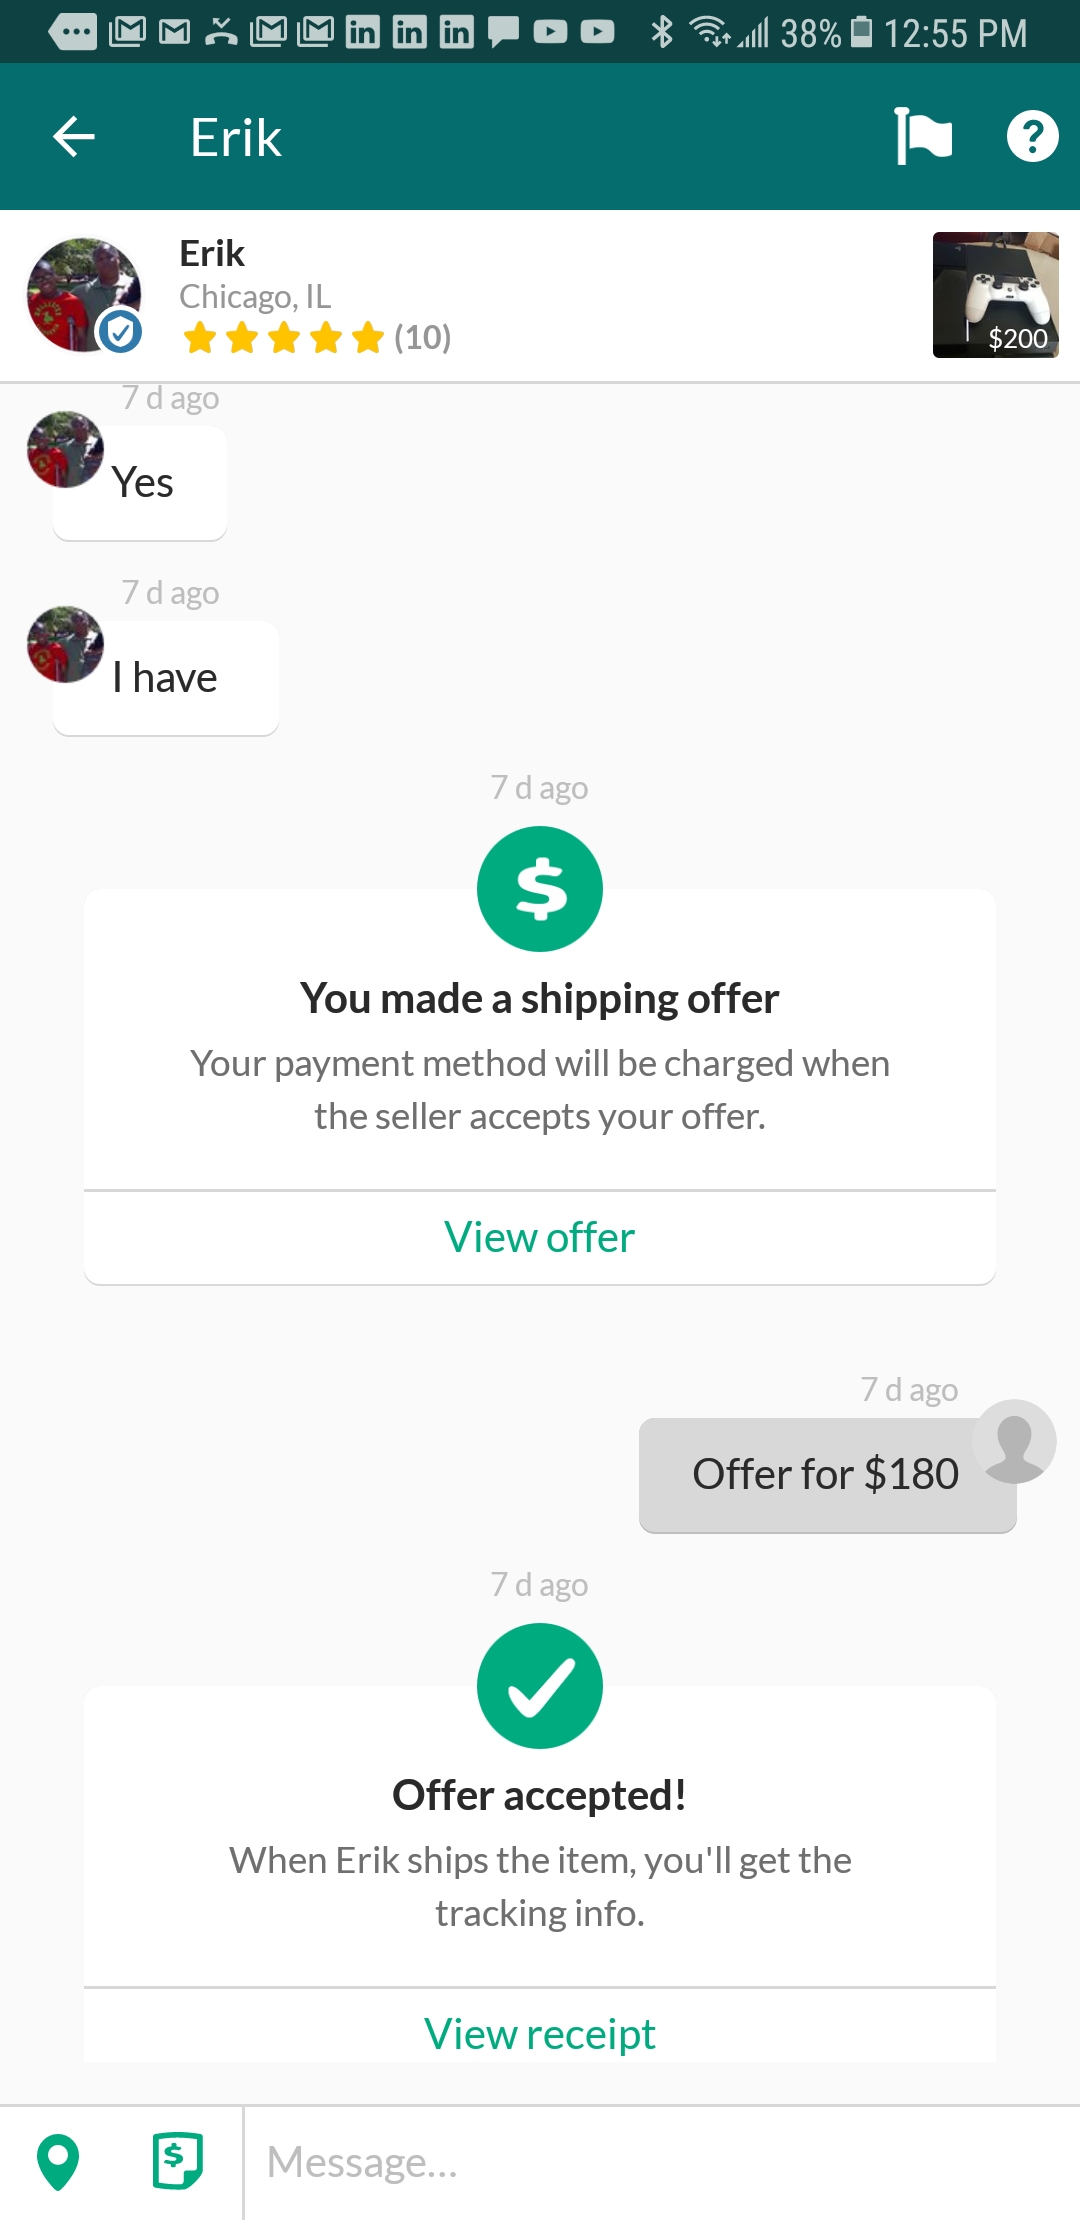 38% 12:55 PM
Erik
Erik
Chicago, IL
(10)
$200
7 d ago
Yes
7 d ago
I have
7 d ago
You made a shipping offer
Your payment method will be charged when
the seller accepts your offer.
View offer
7 d ago
Offer for $180
7 d ago
Offer accepted!
When Erik ships the item, you'll get the
tracking info.
View receipt
Message...